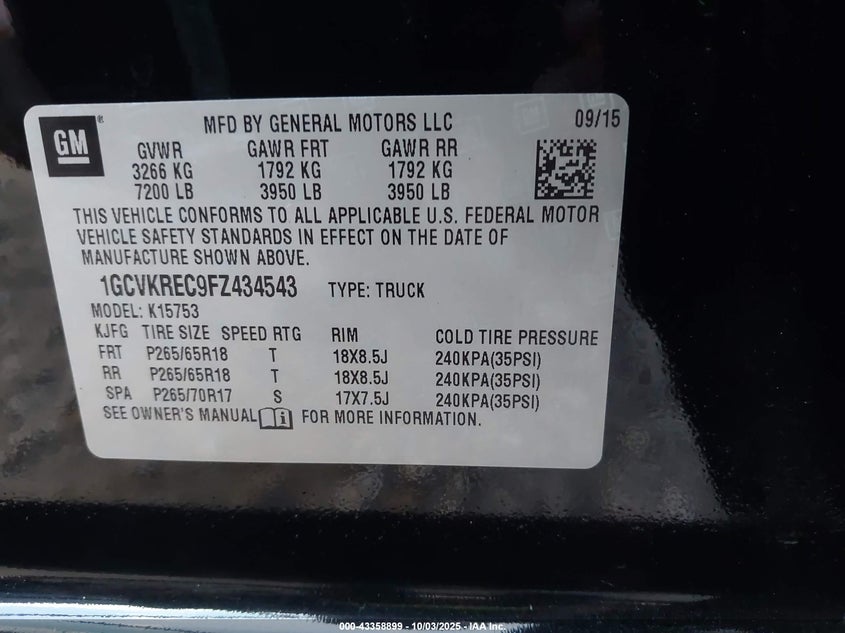 GM
MFD BY GENERAL MOTORS LLC 09/15
GVWR GAWR FRT GAWR RR
3266 KG 1792 KG 1792 KG
7200 LB 3950 LB 3950 LB
THIS VEHICLE CONFORMS TO ALL APPLICABLE U.S. FEDERAL MOTOR
VEHICLE SAFETY STANDARDS IN EFFECT ON THE DATE OF
MANUFACTURE SHOWN ABOVE.
1GCVKREC9FZ434543 TYPE: TRUCK
MODEL: K15753
KJFG TIRE SIZE SPEED RTG RIM COLD TIRE PRESSURE
FRT P265/65R18 T 18X8.5J 240KPA(35PSI)
RR P265/65R18 T 18X8.5J 240KPA(35PSI)
SPA P265/70R17 S 17X7.5J 240KPA(35PSI)
SEE OWNER'S MANUAL FOR MORE INFORMATION.
000-43358899 - 10/03/2025 - IAA Inc.